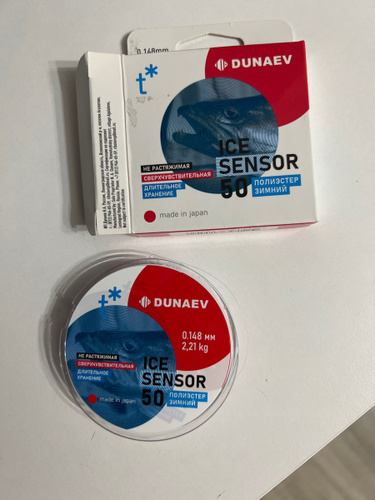 0.148mm
DUNAEV
t*
НЕ РАСТЯЖИМАЯ
СВЕРХЧУВСТВИТЕЛЬНАЯ
ДЛИТЕЛЬНОЕ
ХРАНЕНИЕ
ICE
SENSOR
50
ПОЛИЭСТЕР
ЗИМНИЙ
made in japan
t*
DUNAEV
0.148 мм
2,21 kg
НЕ РАСТЯЖИМАЯ
СВЕРХЧУВСТВИТЕЛЬНАЯ
ДЛИТЕЛЬНОЕ
ХРАНЕНИЕ
ICE
SENSOR
50
ПОЛИЭСТЕР
ЗИМНИЙ
made in japan